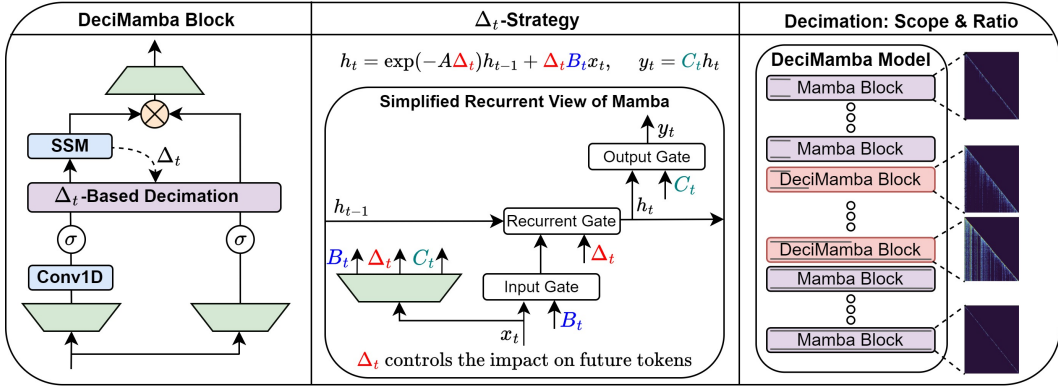 DeciMamba Block
SSM
Δt
Δt-Based Decimation
σ
σ
Conv1D
Δt-Strategy
ht = exp(−AΔt)ht−1 + ΔtBtxt, yt = Ctht
Simplified Recurrent View of Mamba
yt
Output Gate
Ct
ht−1
ht
Recurrent Gate
Bt Δt Ct
Δt
Input Gate
Bt
xt
Δt controls the impact on future tokens
Decimation: Scope & Ratio
DeciMamba Model
Mamba Block
Mamba Block
DeciMamba Block
DeciMamba Block
Mamba Block
Mamba Block